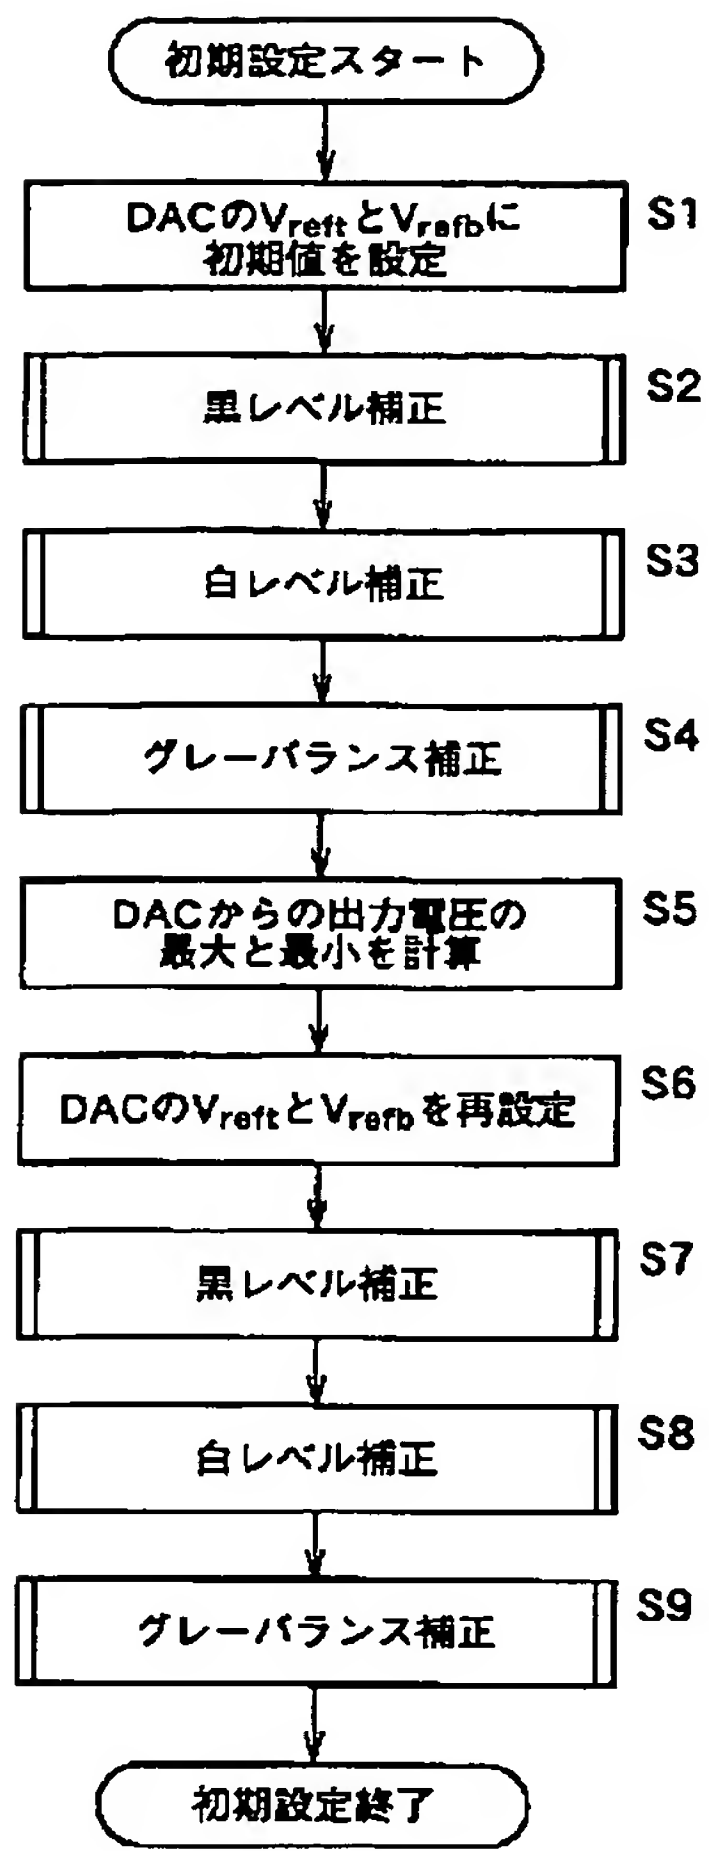 初期設定スタート
S1
DACのVreftとVrefbに
初期値を設定
S2
黒レベル補正
S3
白レベル補正
S4
グレーバランス補正
S5
DACからの出力電圧の
最大と最小を計算
S6
DACのVreftとVrefbを再設定
S7
黒レベル補正
S8
白レベル補正
S9
グレーバランス補正
初期設定終了